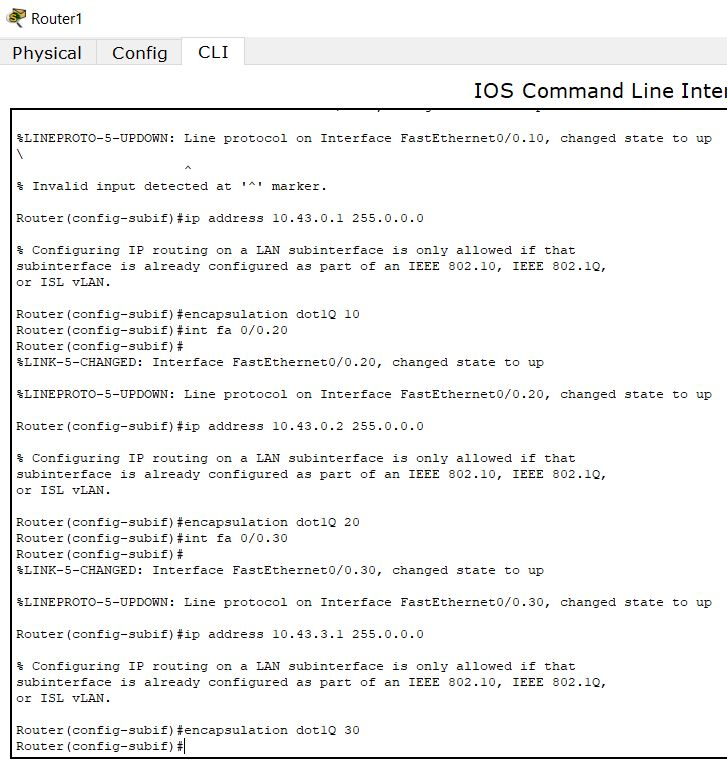 Router1
Physical
Config
CLI
IOS Command Line Inter
%LINEPROTO-5-UPDOWN: Line protocol on Interface FastEthernet0/0.10, changed state to up
\
^
% Invalid input detected at '^' marker.
Router(config-subif)#ip address 10.43.0.1 255.0.0.0
% Configuring IP routing on a LAN subinterface is only allowed if that
subinterface is already configured as part of an IEEE 802.10, IEEE 802.1Q,
or ISL vLAN.
Router(config-subif)#encapsulation dot1Q 10
Router(config-subif)#int fa 0/0.20
Router(config-subif)#
%LINK-5-CHANGED: Interface FastEthernet0/0.20, changed state to up
%LINEPROTO-5-UPDOWN: Line protocol on Interface FastEthernet0/0.20, changed state to up
Router(config-subif)#ip address 10.43.0.2 255.0.0.0
% Configuring IP routing on a LAN subinterface is only allowed if that
subinterface is already configured as part of an IEEE 802.10, IEEE 802.1Q,
or ISL vLAN.
Router(config-subif)#encapsulation dot1Q 20
Router(config-subif)#int fa 0/0.30
Router(config-subif)#
%LINK-5-CHANGED: Interface FastEthernet0/0.30, changed state to up
%LINEPROTO-5-UPDOWN: Line protocol on Interface FastEthernet0/0.30, changed state to up
Router(config-subif)#ip address 10.43.3.1 255.0.0.0
% Configuring IP routing on a LAN subinterface is only allowed if that
subinterface is already configured as part of an IEEE 802.10, IEEE 802.1Q,
or ISL vLAN.
Router(config-subif)#encapsulation dot1Q 30
Router(config-subif)#